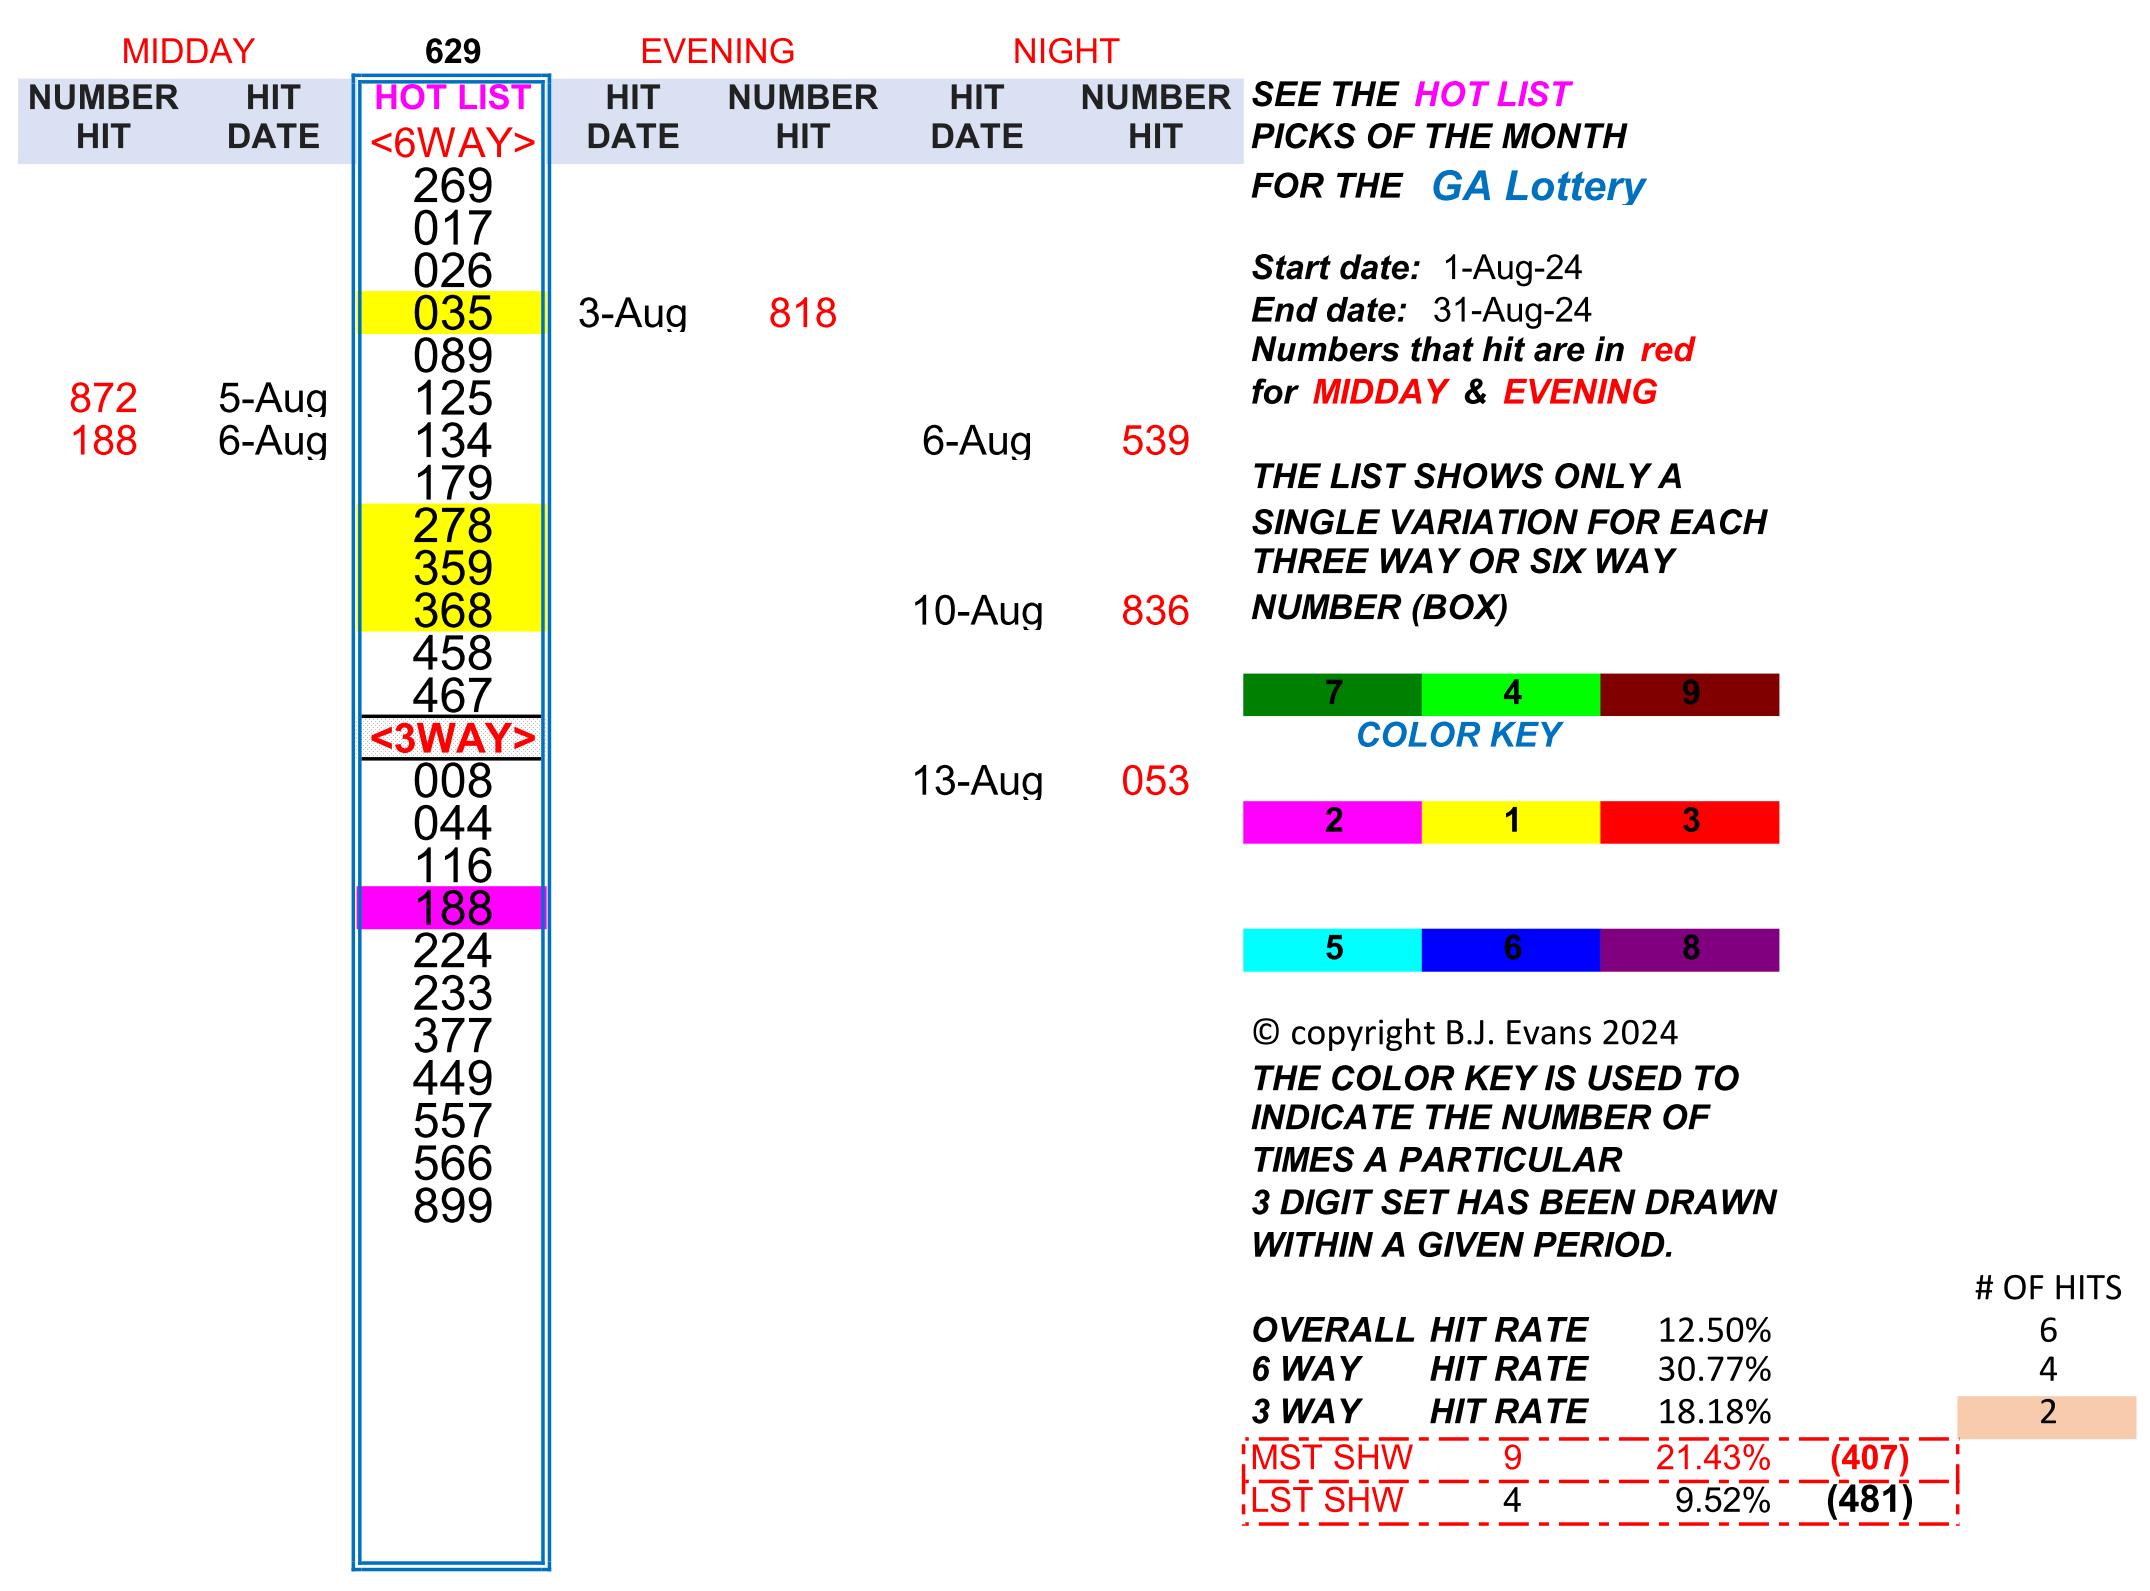 MIDDAY 629 EVENING NIGHT
NUMBER HIT HOT LIST HIT NUMBER HIT NUMBER SEE THE HOT LIST
HIT DATE <6WAY> DATE HIT DATE HIT PICKS OF THE MONTH
269 FOR THE GA Lottery
017
026 Start date: 1-Aug-24
035 3-Aug 818 End date: 31-Aug-24
089 Numbers that hit are in red
872 5-Aug 125 for MIDDAY & EVENING
188 6-Aug 134 6-Aug 539
179 THE LIST SHOWS ONLY A
278 SINGLE VARIATION FOR EACH
359 THREE WAY OR SIX WAY
368 10-Aug 836 NUMBER (BOX)
458
467 7 4 9
<3WAY> COLOR KEY
008 13-Aug 053
044 2 1 3
116
188
224 5 6 8
233
377 © copyright B.J. Evans 2024
449 THE COLOR KEY IS USED TO
557 INDICATE THE NUMBER OF
566 TIMES A PARTICULAR
899 3 DIGIT SET HAS BEEN DRAWN
WITHIN A GIVEN PERIOD.
# OF HITS
OVERALL HIT RATE 12.50% 6
6 WAY HIT RATE 30.77% 4
3 WAY HIT RATE 18.18% 2
MST SHW 9 21.43% (407)
LST SHW 4 9.52% (481)